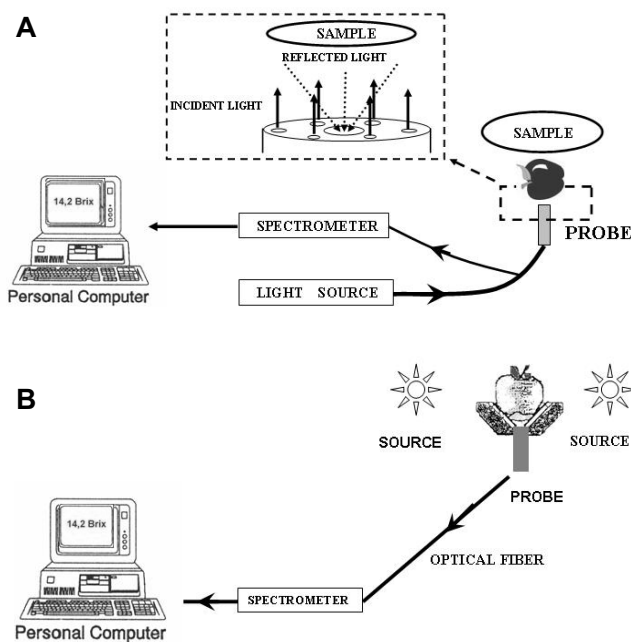 A
SAMPLE
REFLECTED LIGHT
INCIDENT LIGHT
SAMPLE
14,2 Brix
SPECTROMETER
PROBE
Personal Computer
LIGHT SOURCE
B
SOURCE
SOURCE
PROBE
14,2 Brix
OPTICAL FIBER
SPECTROMETER
Personal Computer